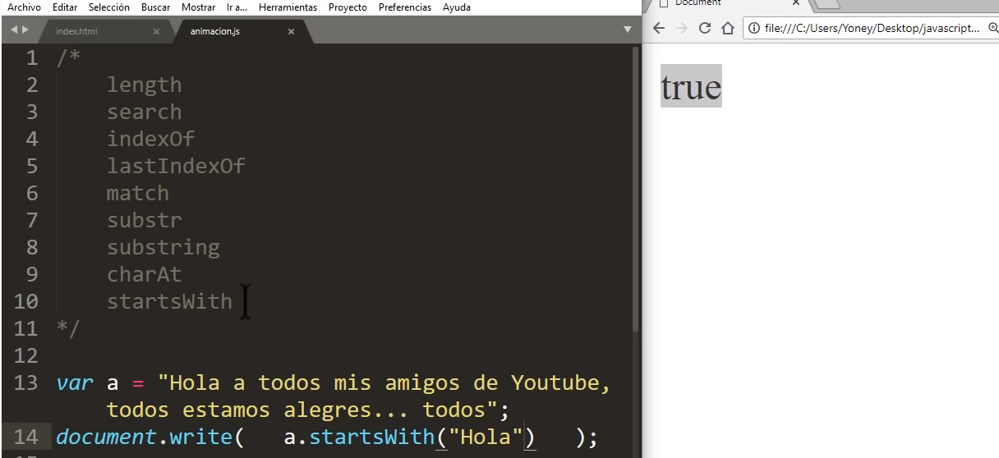 Archivo Editar Selección Buscar Mostrar Ir a... Herramientas Proyecto Preferencias Ayuda
Document
index.html
animacion.js
file:///C:/Users/Yoney/Desktop/javascript...
true
1 /*
2 length
3 search
4 indexOf
5 lastIndexOf
6 match
7 substr
8 substring
9 charAt
10 startsWith
11 */
12
13 var a = "Hola a todos mis amigos de Youtube,
todos estamos alegres... todos";
14 document.write( a.startsWith("Hola") );